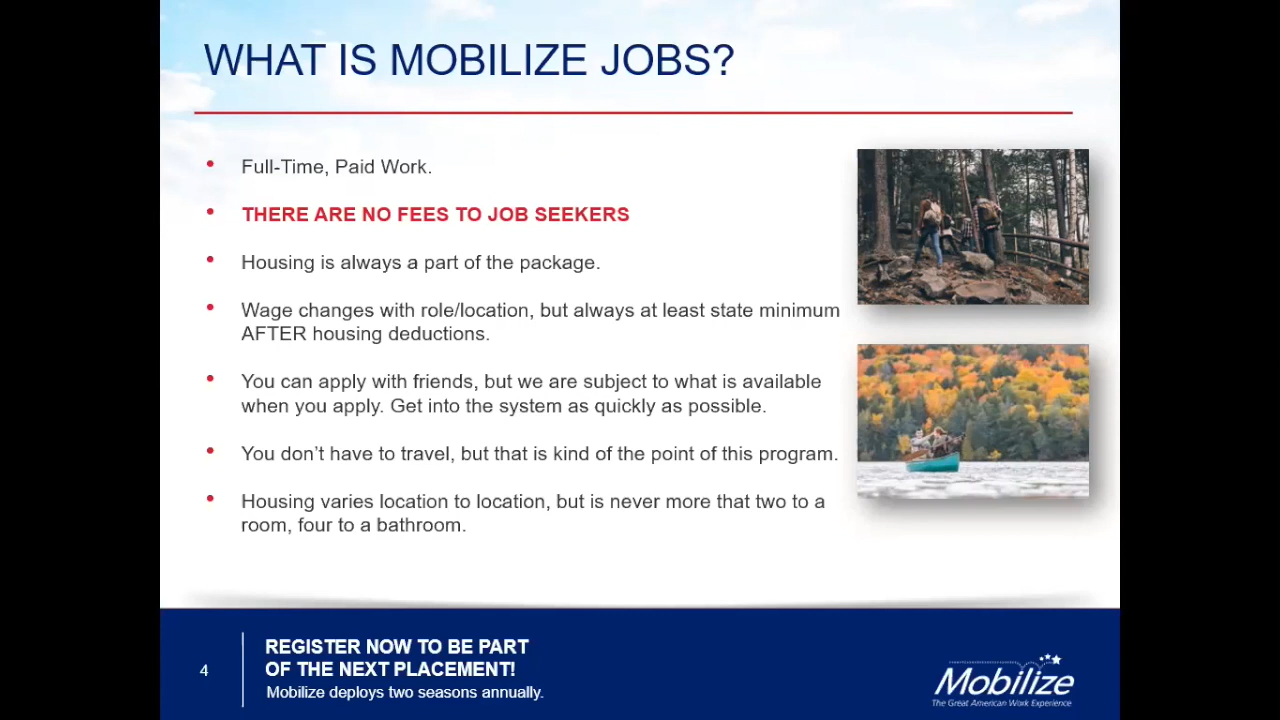 WHAT IS MOBILIZE JOBS?
• Full-Time, Paid Work.
• THERE ARE NO FEES TO JOB SEEKERS
• Housing is always a part of the package.
• Wage changes with role/location, but always at least state minimum
AFTER housing deductions.
• You can apply with friends, but we are subject to what is available
when you apply. Get into the system as quickly as possible.
• You don’t have to travel, but that is kind of the point of this program.
• Housing varies location to location, but is never more that two to a
room, four to a bathroom.
4
REGISTER NOW TO BE PART
OF THE NEXT PLACEMENT!
Mobilize deploys two seasons annually.
Mobilize
The Great American Work Experience